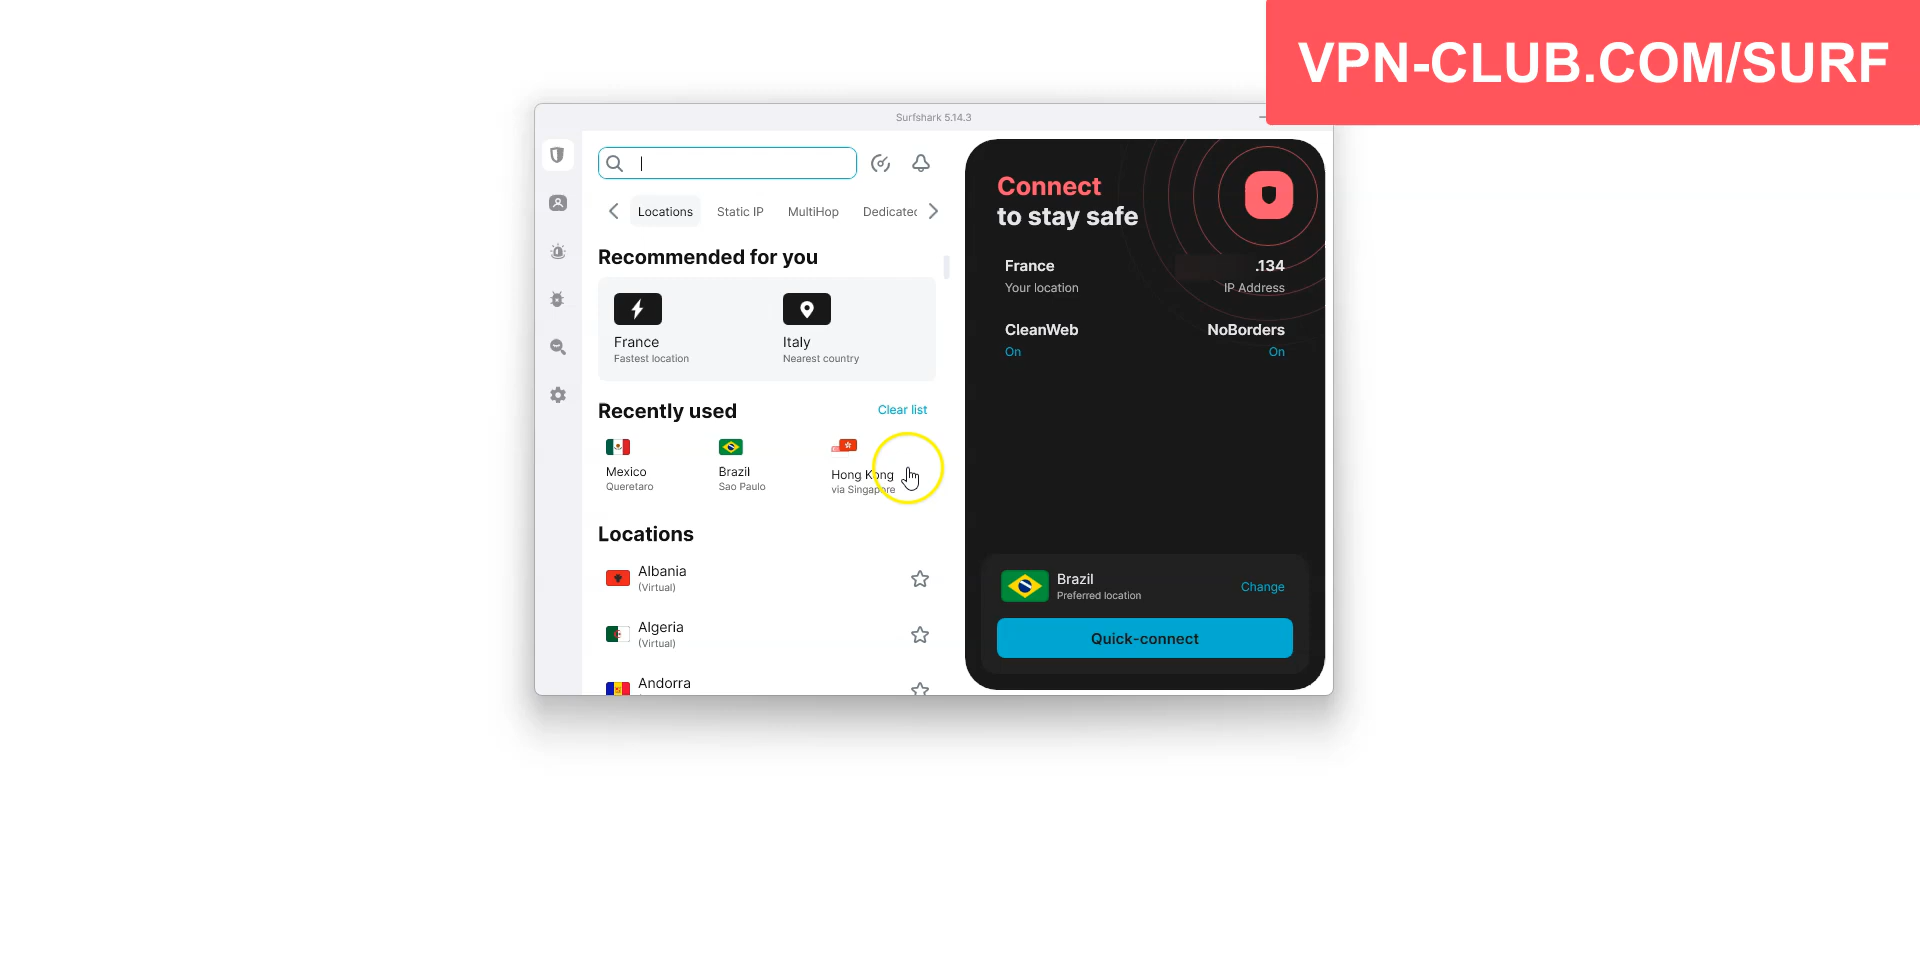 VPN-CLUB.COM/SURF
Surfshark 5.14.3
Locations Static IP MultiHop
Recommended for you
France
Fastest location
Italy
Nearest country
Recently used Clear list
Mexico
Queretaro
Brazil
Sao Paulo
Hong Kong
via Singapore
Locations
Albania
(Virtual)
Algeria
(Virtual)
Andorra
Connect
to stay safe
France .134
Your location IP Address
CleanWeb NoBorders
On On
Brazil
Preferred location
Change
Quick-connect